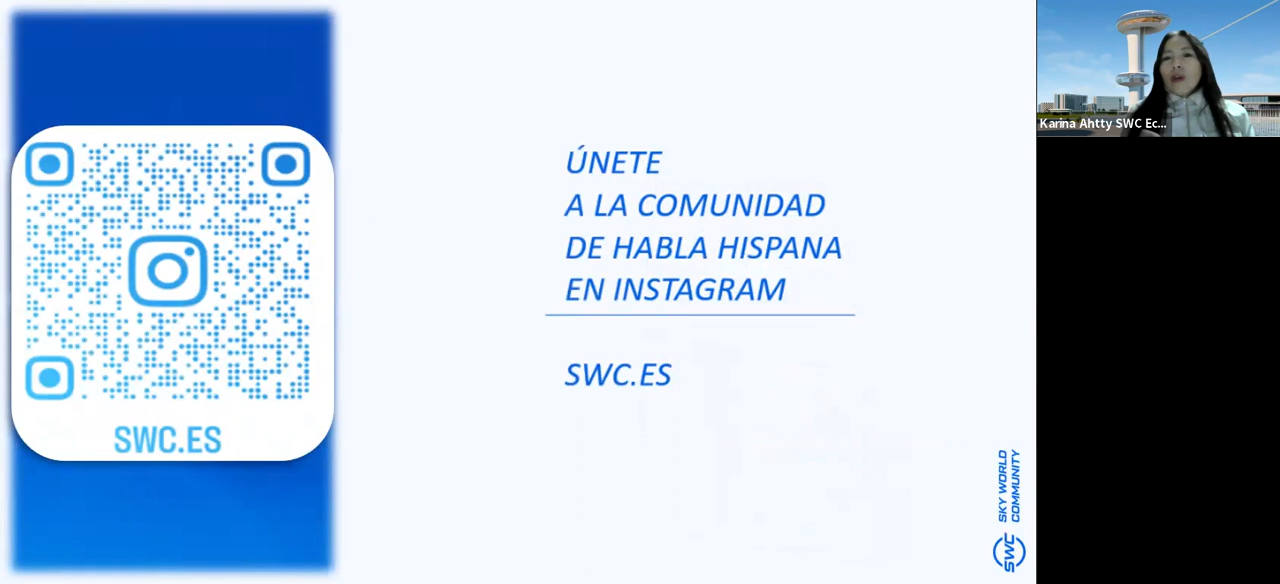 SWC.ES
ÚNETE
A LA COMUNIDAD
DE HABLA HISPANA
EN INSTAGRAM
SWC.ES
SWC
SKY WORLD
COMMUNITY
Karina Ahtty SWC Ec...